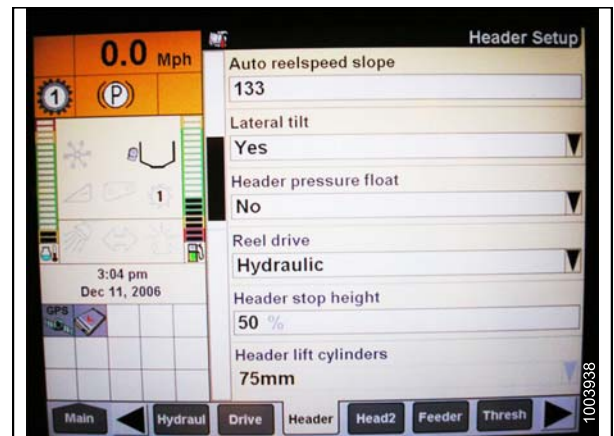 Header Setup
0.0 Mph
Auto reelspeed slope
133
1
(P)
Lateral tilt
Yes
Header pressure float
No
1
Reel drive
Hydraulic
3:04 pm
Dec 11, 2006
Header stop height
50 %
GPS
Header lift cylinders
75mm
Main
Hydraul
Drive
Header
Head2
Feeder
Thresh
1003938